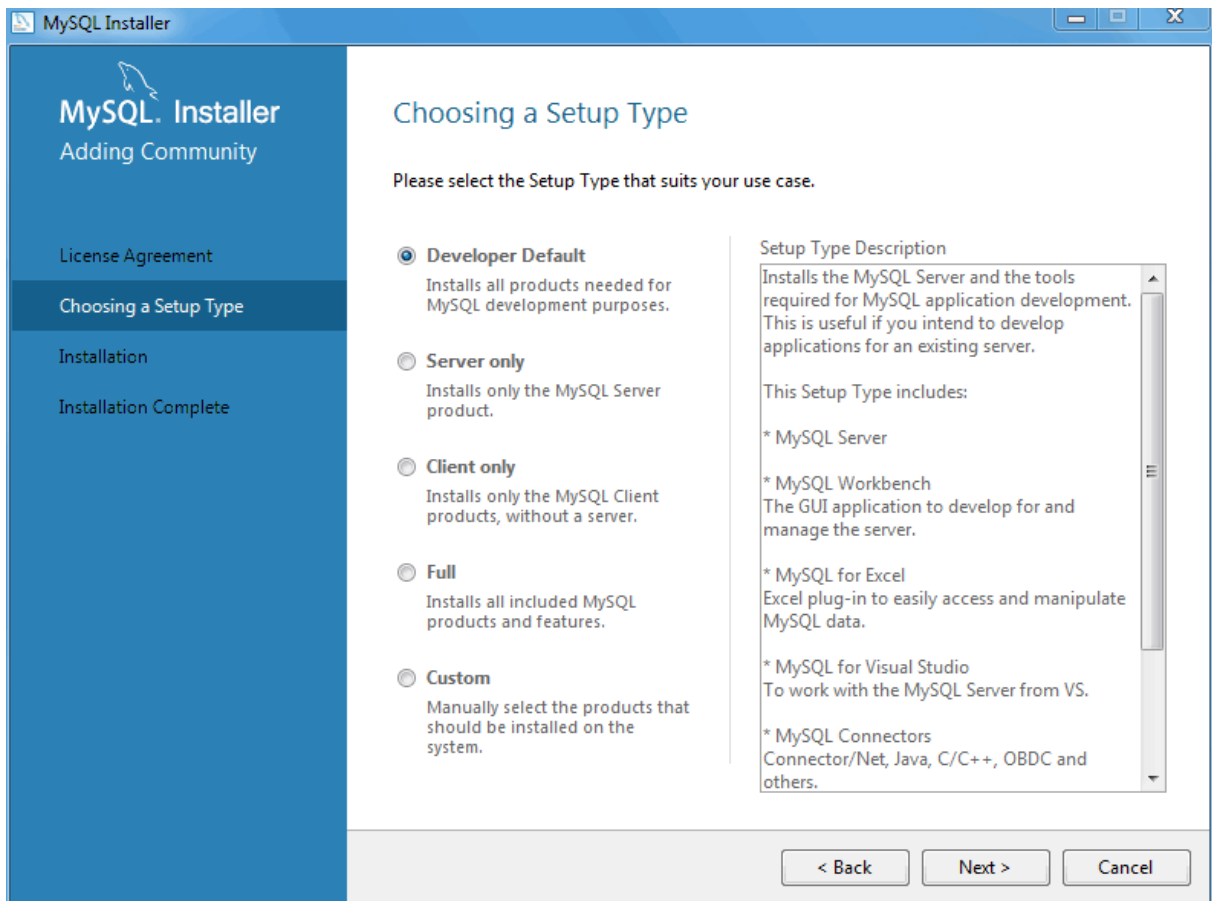 MySQL Installer
MySQL. Installer
Adding Community
License Agreement
Choosing a Setup Type
Installation
Installation Complete
Choosing a Setup Type
Please select the Setup Type that suits your use case.
Developer Default
Installs all products needed for
MySQL development purposes.
Server only
Installs only the MySQL Server
product.
Client only
Installs only the MySQL Client
products, without a server.
Full
Installs all included MySQL
products and features.
Custom
Manually select the products that
should be installed on the
system.
Setup Type Description
Installs the MySQL Server and the tools
required for MySQL application development.
This is useful if you intend to develop
applications for an existing server.
This Setup Type includes:
* MySQL Server
* MySQL Workbench
The GUI application to develop for and
manage the server.
* MySQL for Excel
Excel plug-in to easily access and manipulate
MySQL data.
* MySQL for Visual Studio
To work with the MySQL Server from VS.
* MySQL Connectors
Connector/Net, Java, C/C++, OBDC and
others.
< Back
Next >
Cancel